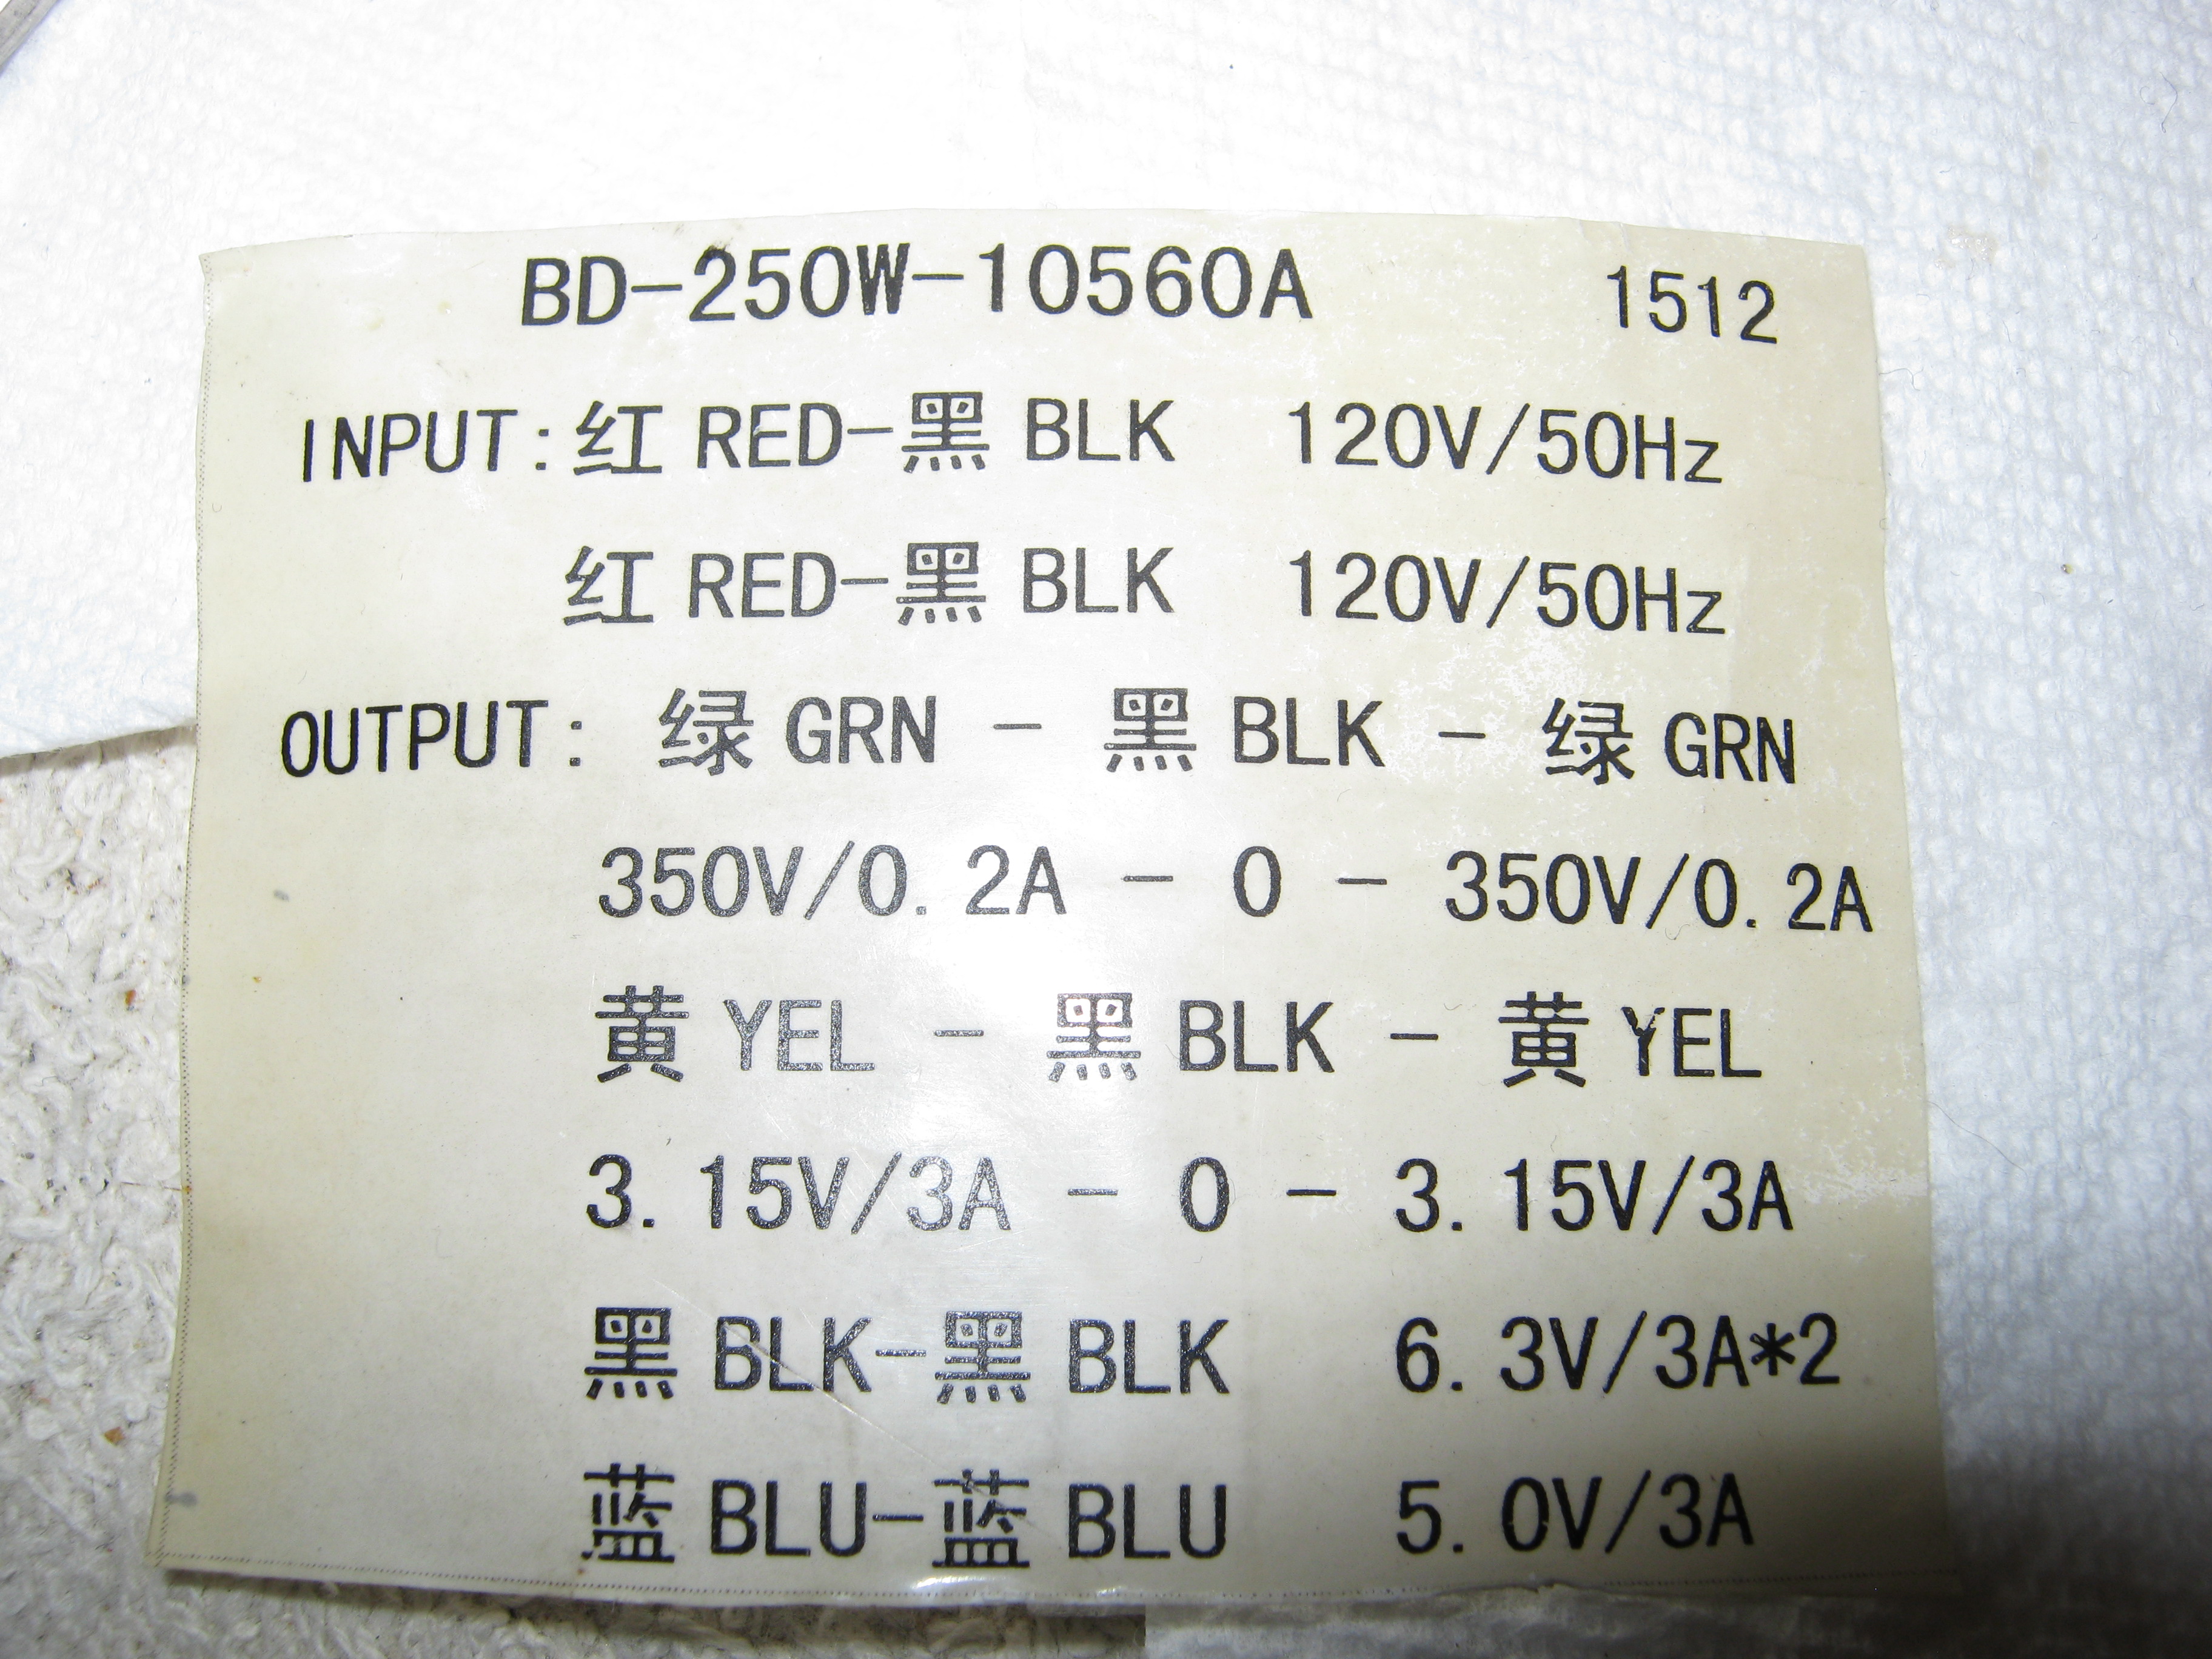 BD-250W-10560A 1512
INPUT:红 RED-黑 BLK 120V/50Hz
红 RED-黑 BLK 120V/50Hz
OUTPUT: 绿 GRN - 黑 BLK - 绿 GRN
350V/0.2A - 0 - 350V/0.2A
黄 YEL - 黑 BLK - 黄 YEL
3.15V/3A - 0 - 3.15V/3A
黑 BLK-黑 BLK 6.3V/3A*2
蓝 BLU-蓝 BLU 5.0V/3A